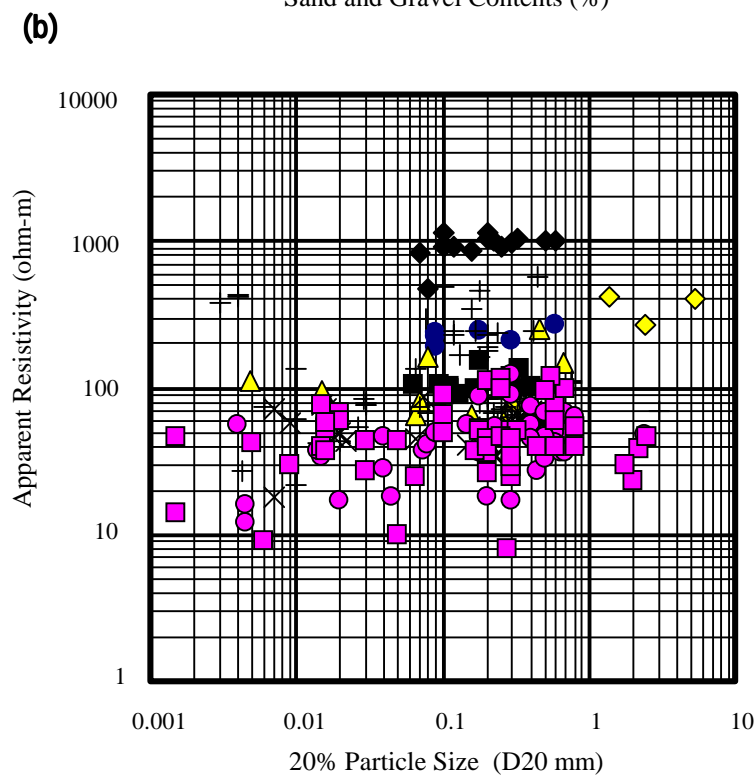 Sand and Gravel Contents (%)
(b)
10000
1000
100
10
1
Apparent Resistivity (ohm-m)
0.001 0.01 0.1 1 10
20% Particle Size (D20 mm)